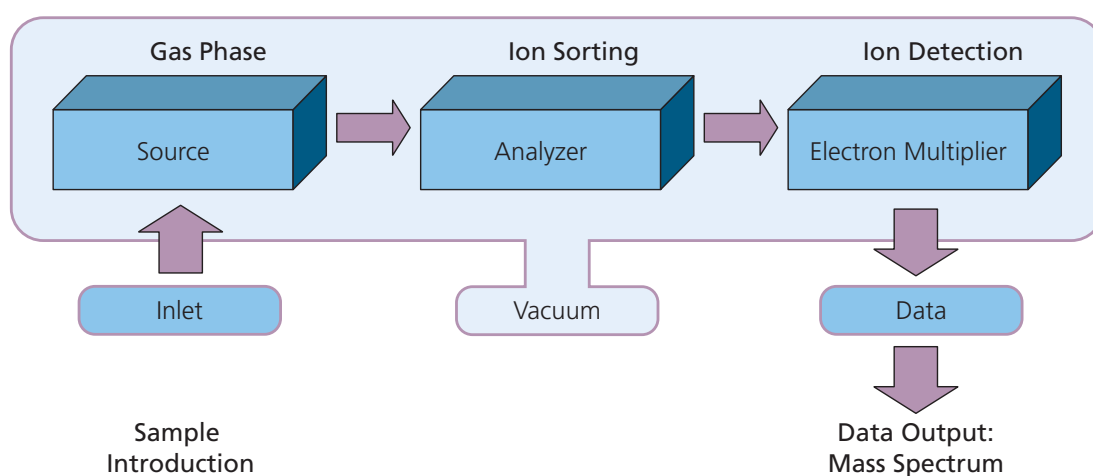 Gas Phase
Ion Sorting
Ion Detection
Source
Analyzer
Electron Multiplier
Inlet
Vacuum
Data
Sample
Introduction
Data Output:
Mass Spectrum